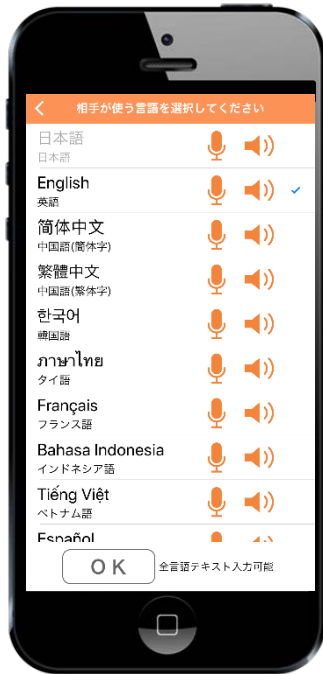 相手が使う言語を選択してください
日本語
日本語
English
英語
简体中文
中国語(簡体字)
繁體中文
中国語(繁体字)
한국어
韓国語
ภาษาไทย
タイ語
Français
フランス語
Bahasa Indonesia
インドネシア語
Tiếng Việt
ベトナム語
Español
OK
全言語テキスト入力可能